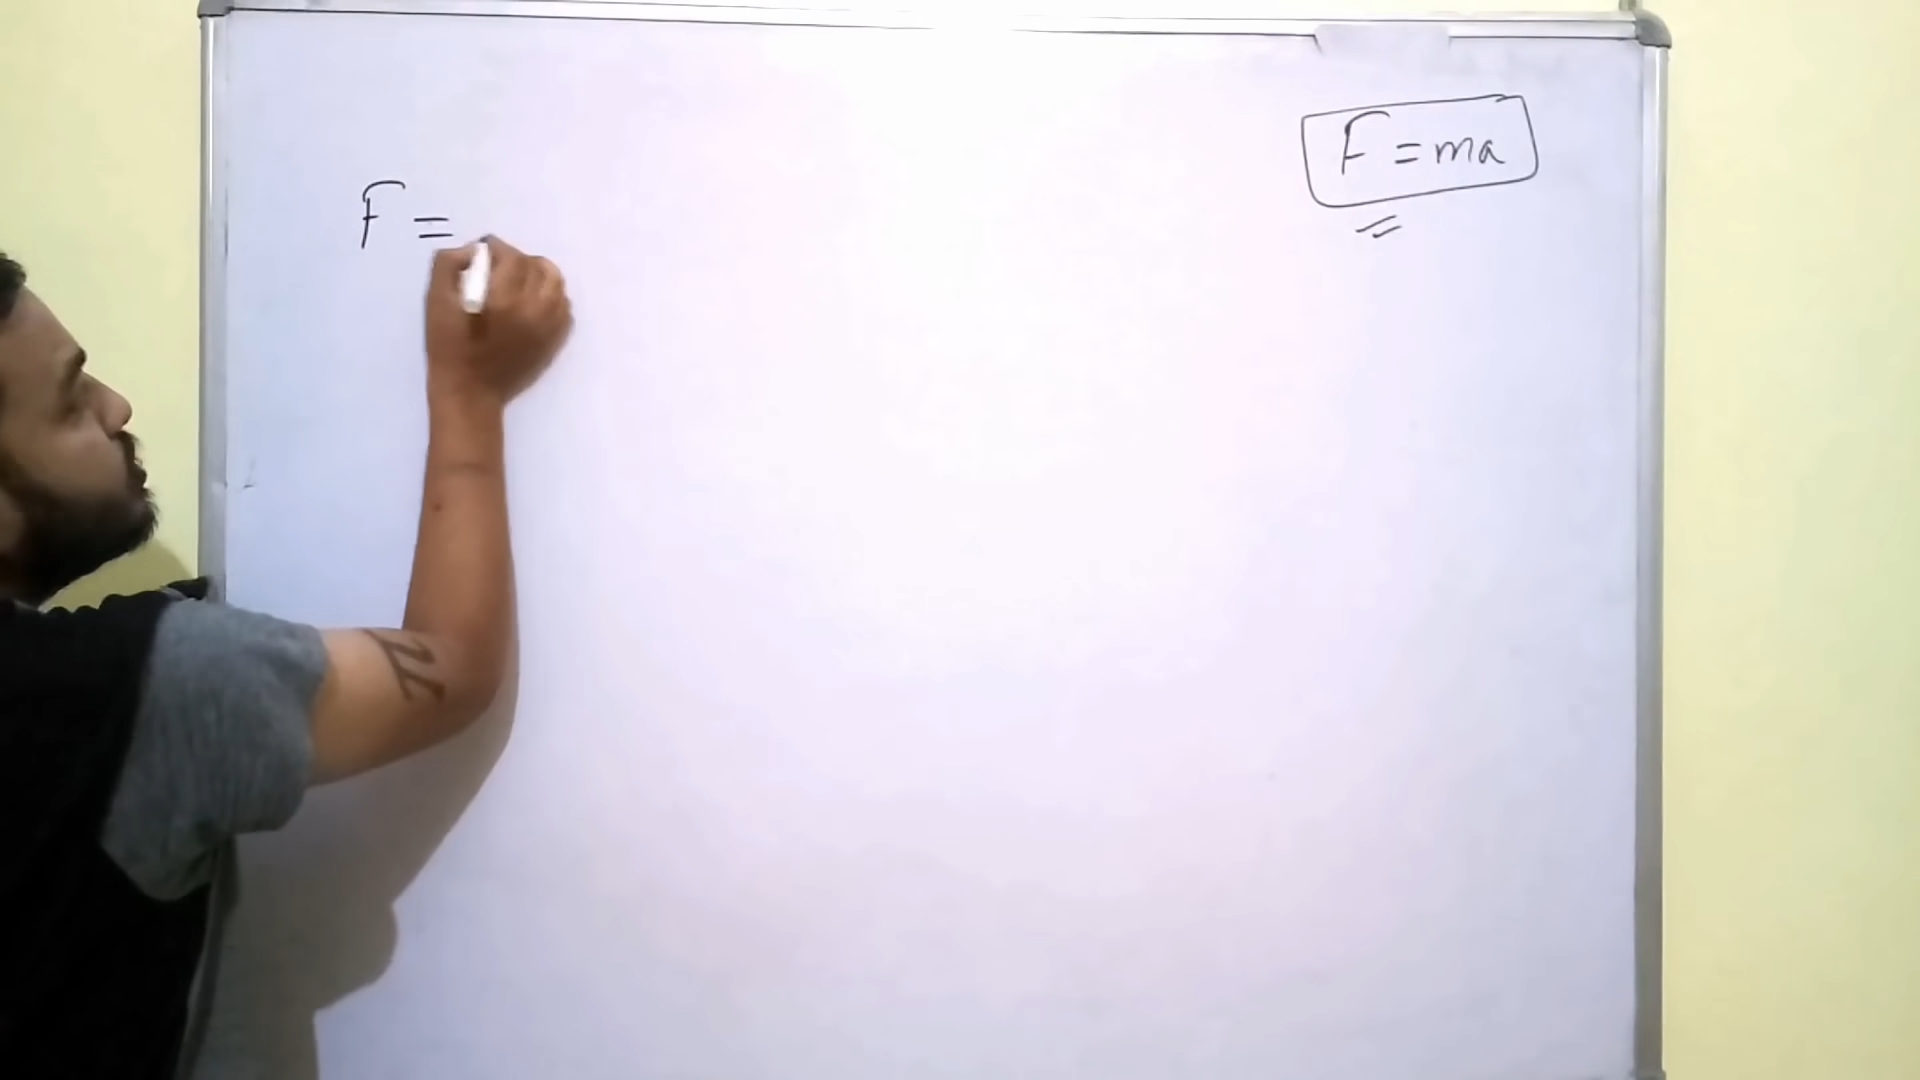 F = ma
F =